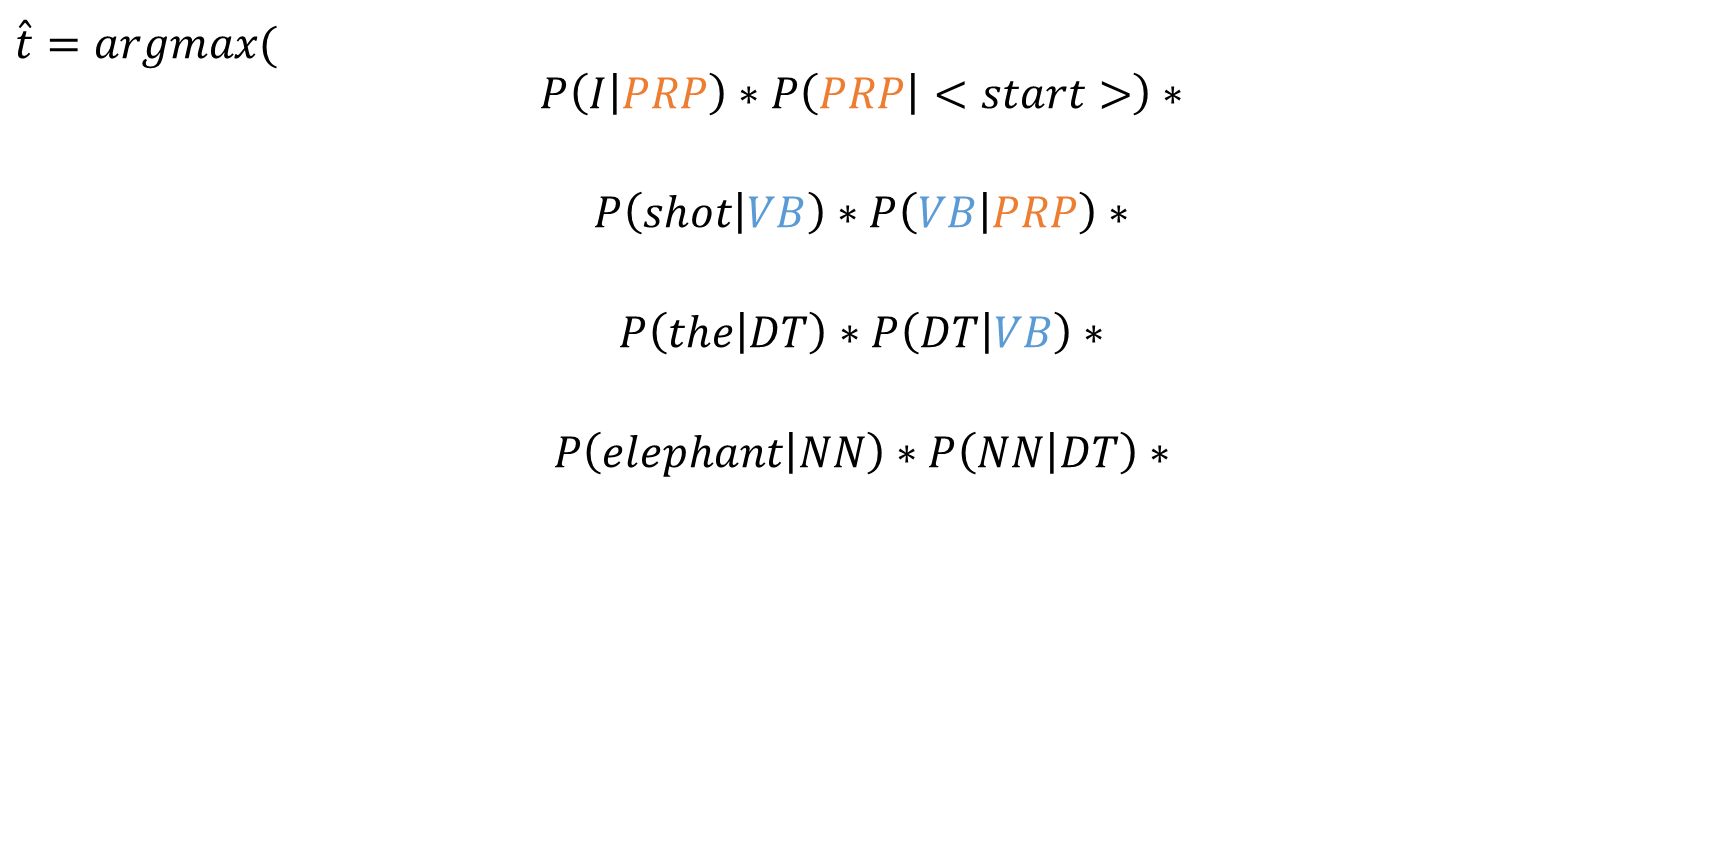 t̂ = argmax(
P(I|PRP) ∗ P(PRP| < start >) ∗
P(shot|VB) ∗ P(VB|PRP) ∗
P(the|DT) ∗ P(DT|VB) ∗
P(elephant|NN) ∗ P(NN|DT) ∗